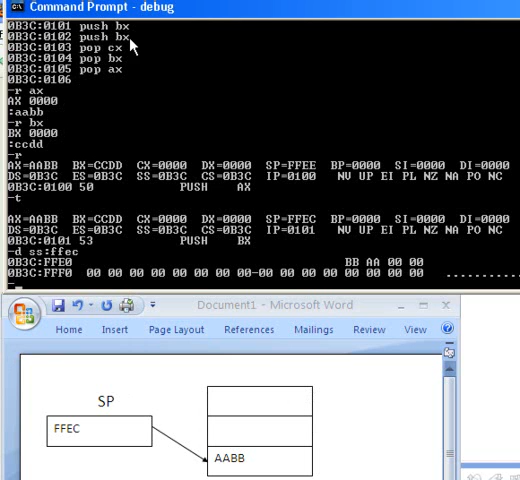 Command Prompt - debug
0B3C:0101 push bx
0B3C:0102 push bx
0B3C:0103 pop cx
0B3C:0104 pop bx
0B3C:0105 pop ax
0B3C:0106
-r ax
AX 0000
:aabb
-r bx
BX 0000
:ccdd
-r
AX=AABB BX=CCDD CX=0000 DX=0000 SP=FFEE BP=0000 SI=0000 DI=0000
DS=0B3C ES=0B3C SS=0B3C CS=0B3C IP=0100 NV UP EI PL NZ NA PO NC
0B3C:0100 50 PUSH AX
-t
AX=AABB BX=CCDD CX=0000 DX=0000 SP=FFEC BP=0000 SI=0000 DI=0000
DS=0B3C ES=0B3C SS=0B3C CS=0B3C IP=0101 NV UP EI PL NZ NA PO NC
0B3C:0101 53 PUSH BX
-d ss:ffec
0B3C:FFE0 BB AA 00 00
0B3C:FFF0 00 00 00 00 00 00 00 00-00 00 00 00 00 00 00 00 ..........
-
Document1 - Microsoft Word
Home Insert Page Layout References Mailings Review View
SP
FFEC
AABB